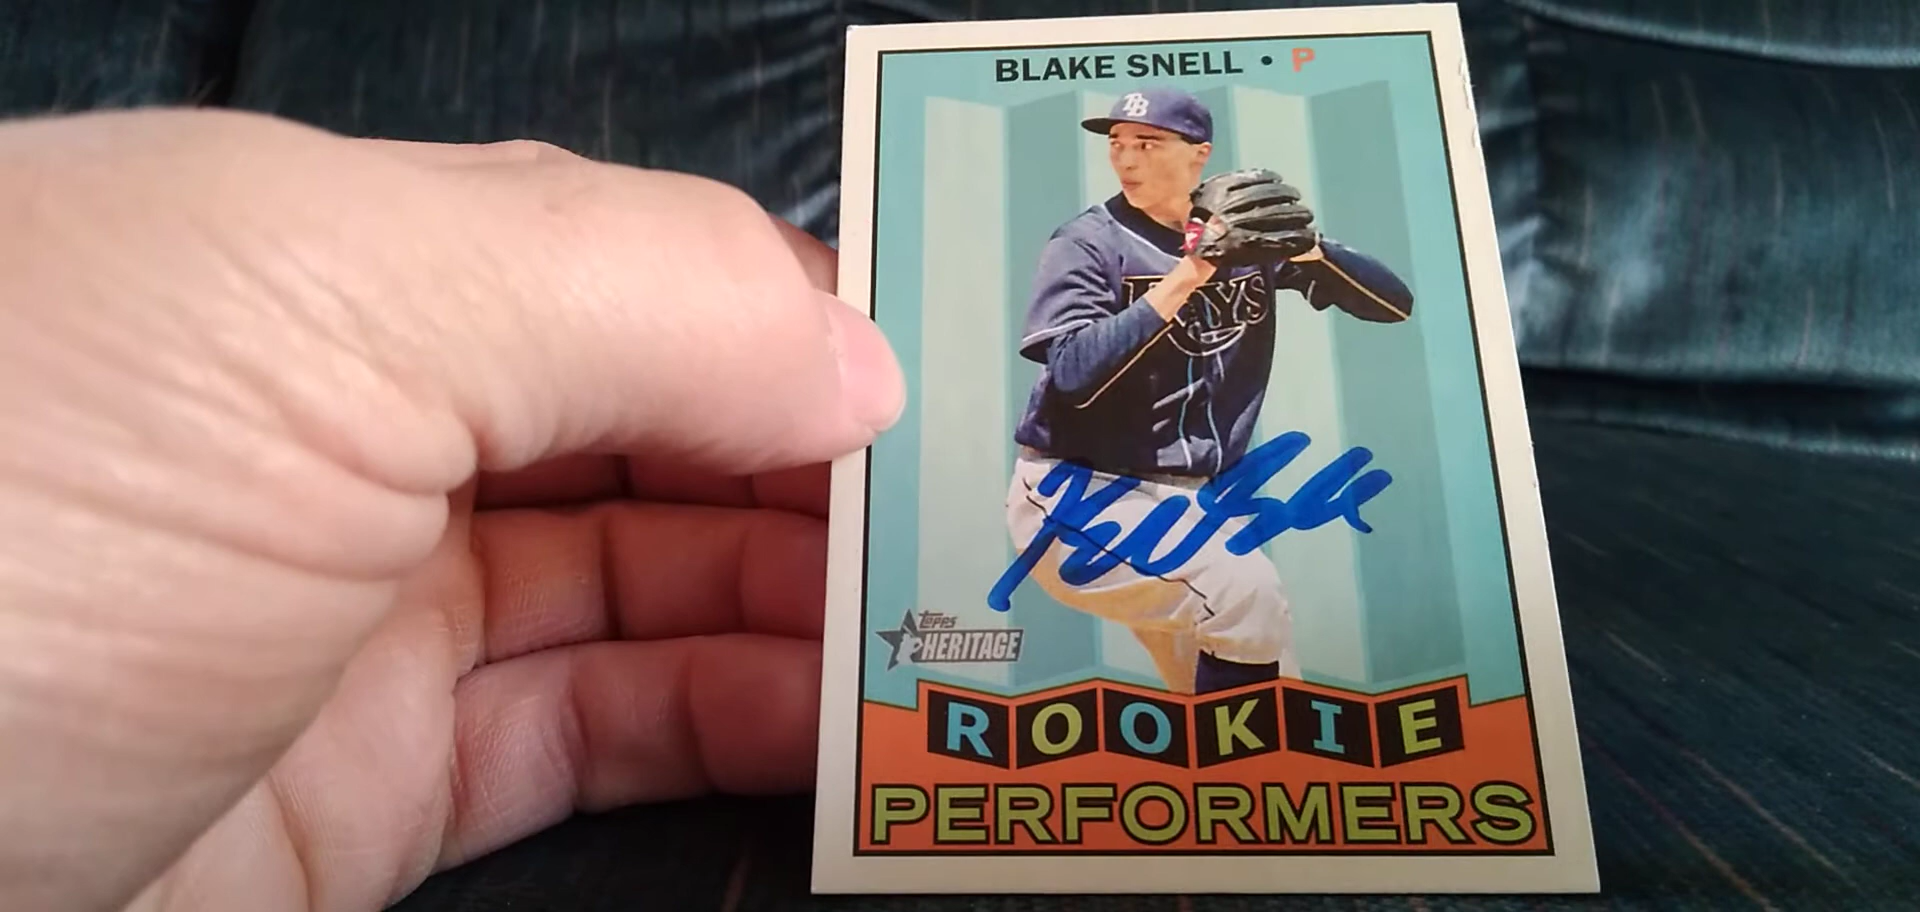 BLAKE SNELL • P
TB
RAYS
Topps
HERITAGE
ROOKIE
PERFORMERS